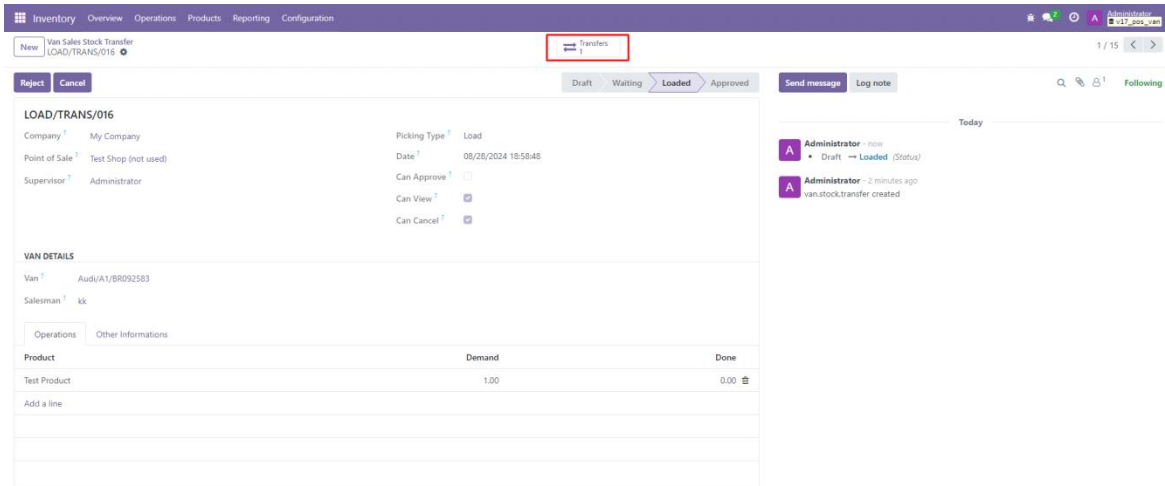 Inventory Overview Operations Products Reporting Configuration
2 A Administrator
v17_pos_van
New Van Sales Stock Transfer
LOAD/TRANS/016
Transfers
1
1 / 15
Reject Cancel
Draft Waiting Loaded Approved
Send message Log note
1 Following
LOAD/TRANS/016
Company ? My Company
Picking Type ? Load
Point of Sale ? Test Shop (not used)
Date ? 08/28/2024 18:58:48
Supervisor ? Administrator
Can Approve ?
Can View ?
Can Cancel ?
VAN DETAILS
Van ? Audi/A1/BR092583
Salesman ? kk
Operations Other Informations
Product Demand Done
Test Product 1.00 0.00
Add a line
Today
A Administrator - now
• Draft → Loaded (Status)
A Administrator - 2 minutes ago
van.stock.transfer created